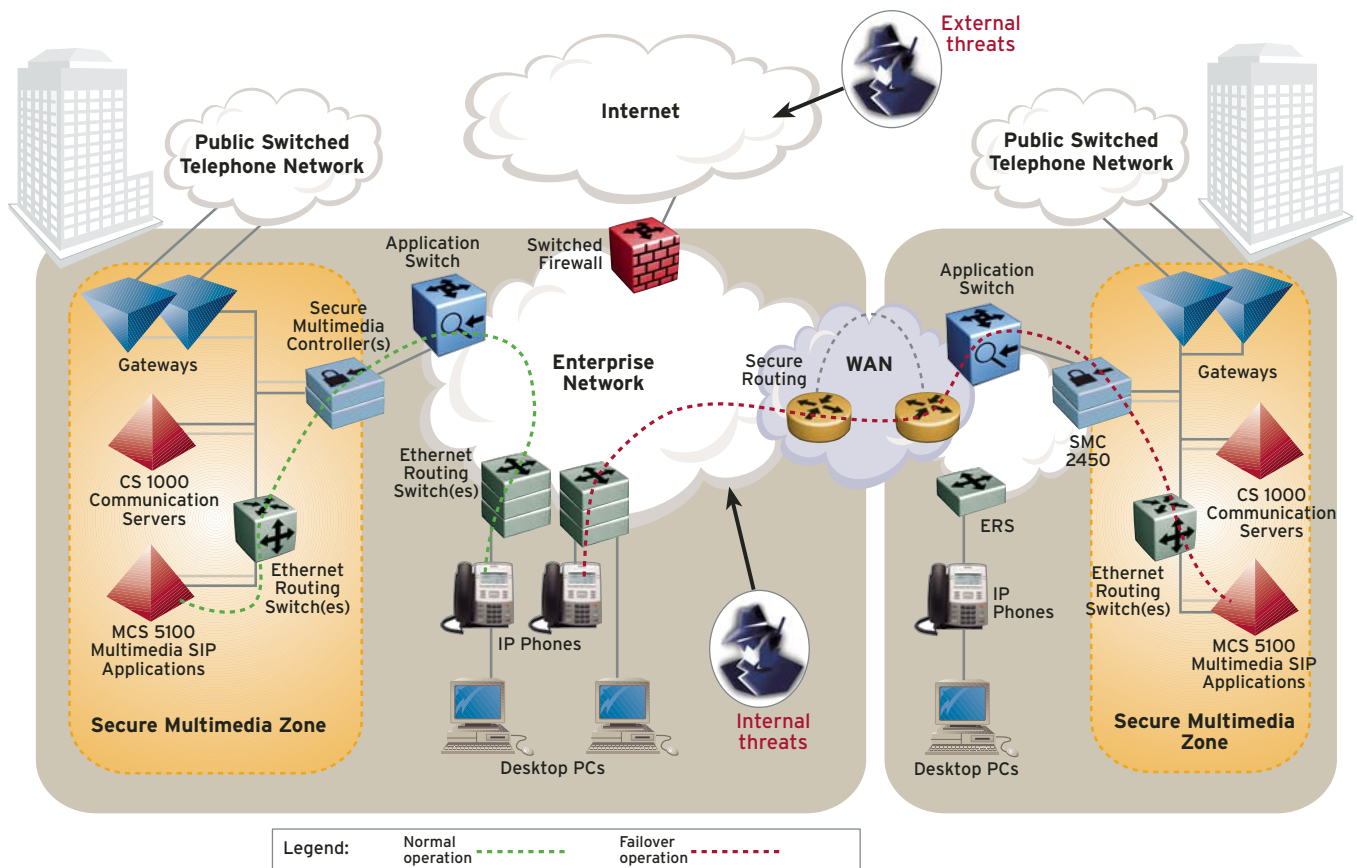 External
threats
Internet
Public Switched
Telephone Network
Public Switched
Telephone Network
Application
Switch
Switched
Firewall
Application
Switch
Secure
Multimedia
Controller(s)
Gateways
Enterprise
Network
Secure
Routing
WAN
Gateways
SMC
2450
CS 1000
Communication
Servers
Ethernet
Routing
Switch(es)
ERS
CS 1000
Communication
Servers
Ethernet
Routing
Switch(es)
MCS 5100
Multimedia SIP
Applications
IP Phones
IP
Phones
Ethernet
Routing
Switch(es)
MCS 5100
Multimedia SIP
Applications
Secure Multimedia Zone
Internal
threats
Secure Multimedia
Zone
Desktop PCs
Desktop PCs
Legend:
Normal
operation
Failover
operation